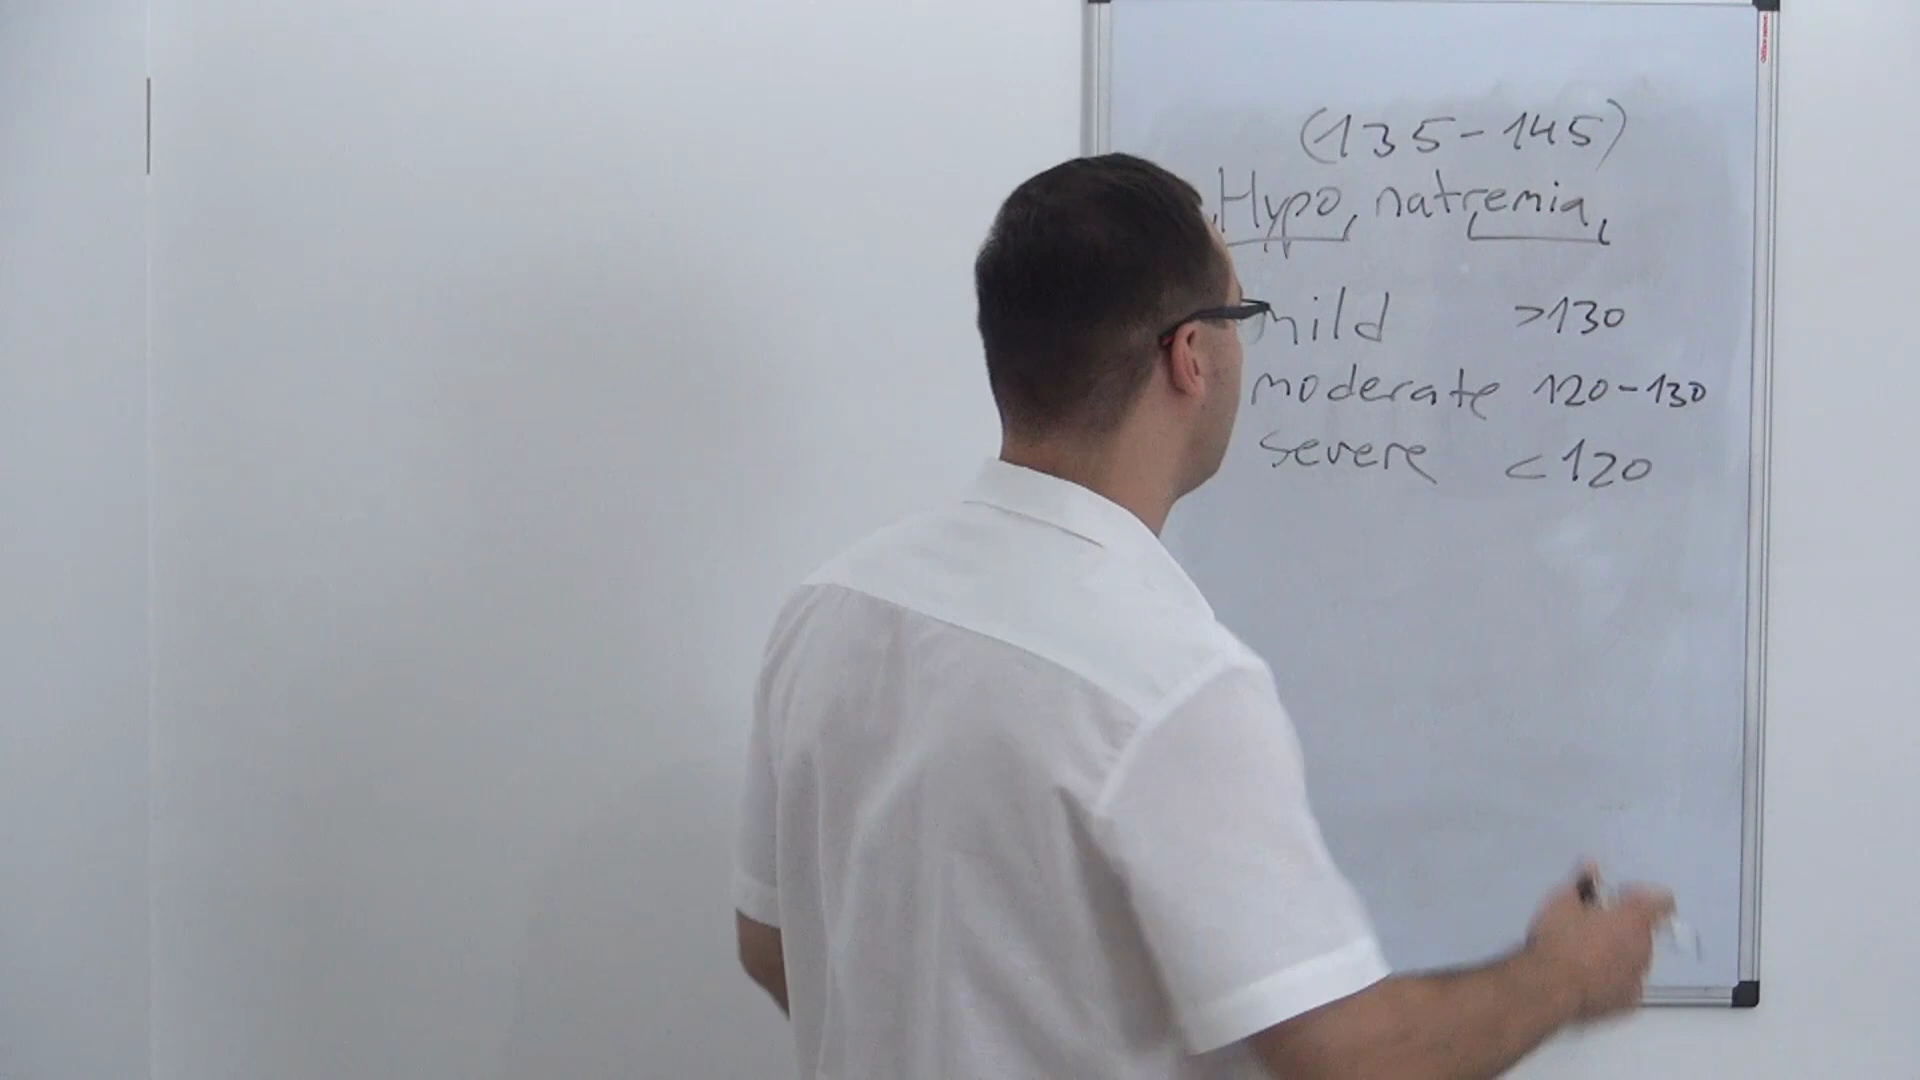 (135-145)
Hypo, natremia,
mild >130
moderate 120-130
severe <120